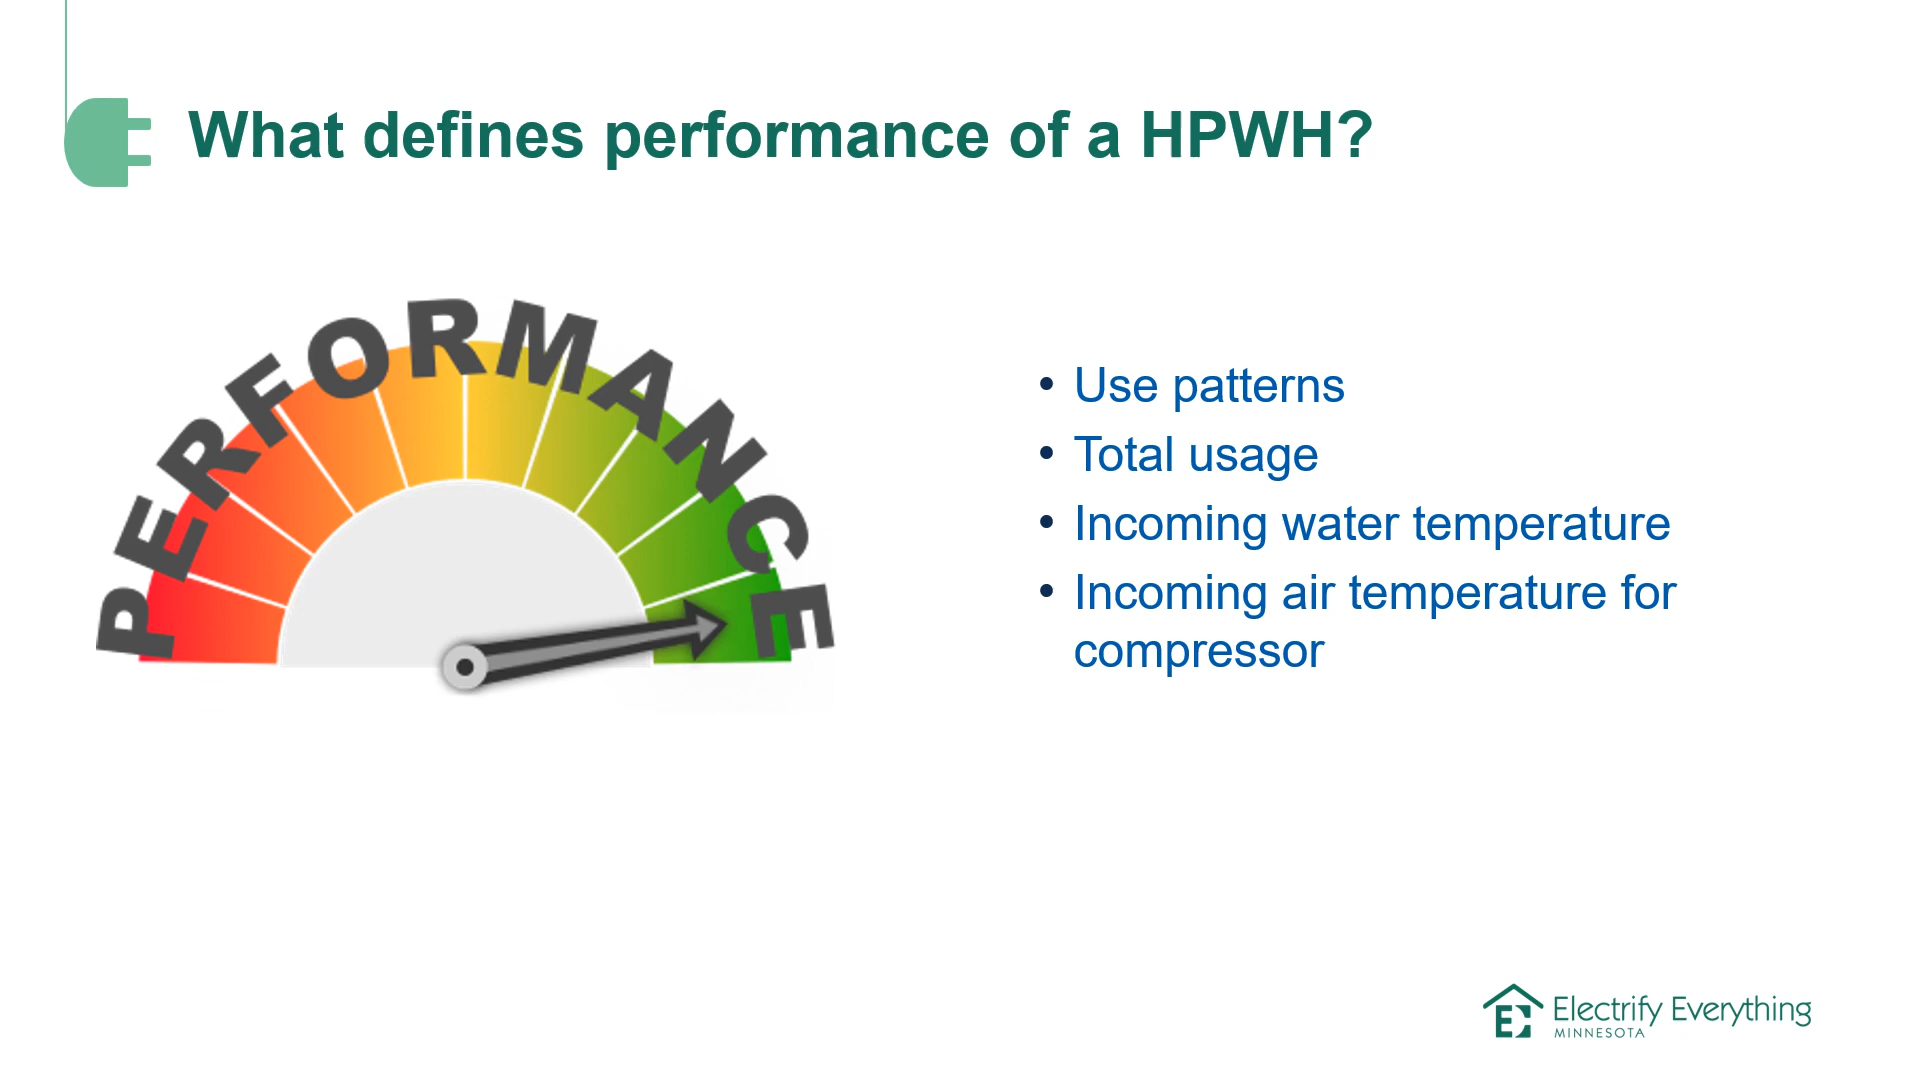 What defines performance of a HPWH?
PERFORMANCE
• Use patterns
• Total usage
• Incoming water temperature
• Incoming air temperature for
compressor
Electrify Everything
MINNESOTA